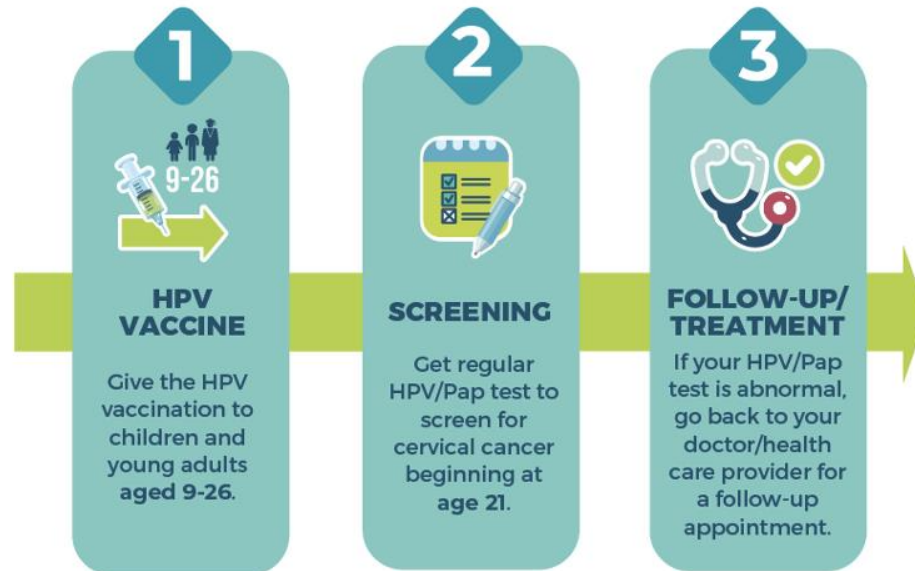 1
9-26
HPV
VACCINE
Give the HPV
vaccination to
children and
young adults
aged 9-26.
2
SCREENING
Get regular
HPV/Pap test to
screen for
cervical cancer
beginning at
age 21.
3
FOLLOW-UP/
TREATMENT
If your HPV/Pap
test is abnormal,
go back to your
doctor/health
care provider for
a follow-up
appointment.